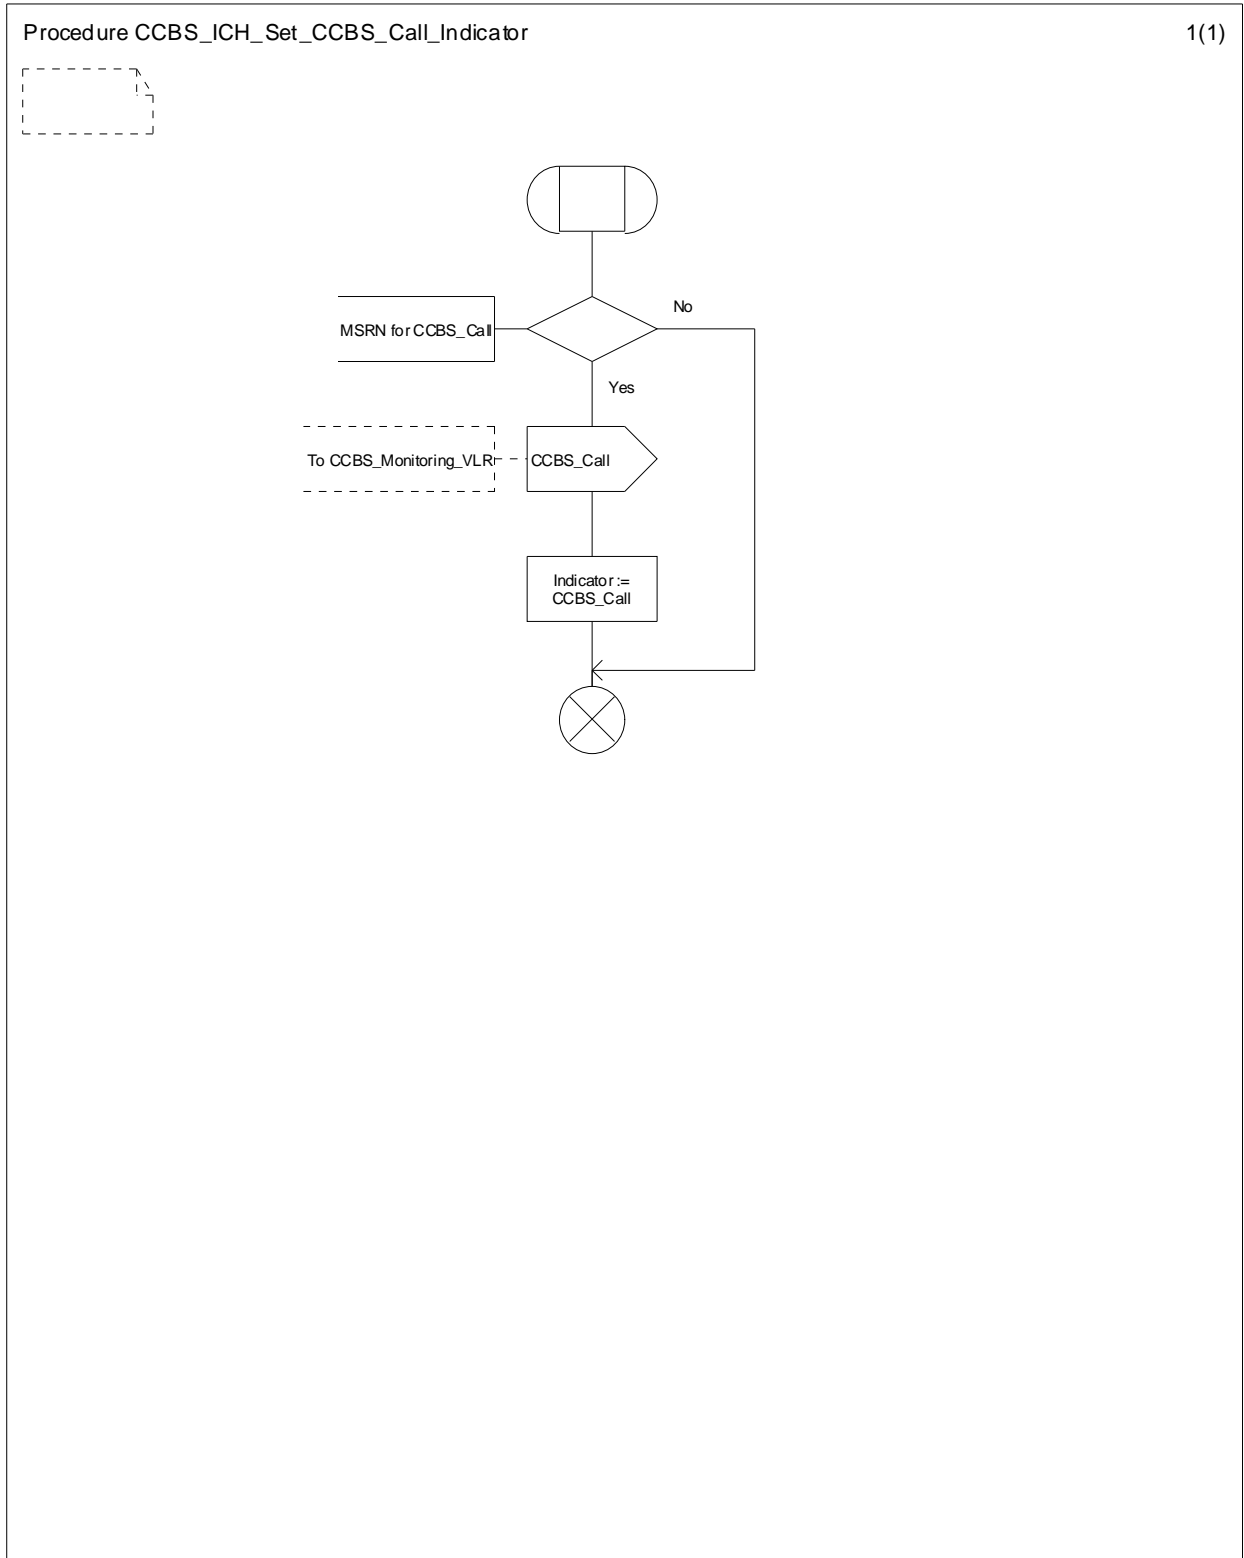 Procedure CCBS_ICH_Set_CCBS_Call_Indicator
1(1)
No
MSRN for CCBS_Call
Yes
To CCBS_Monitoring_VLR
CCBS_Call
Indicator :=
CCBS_Call